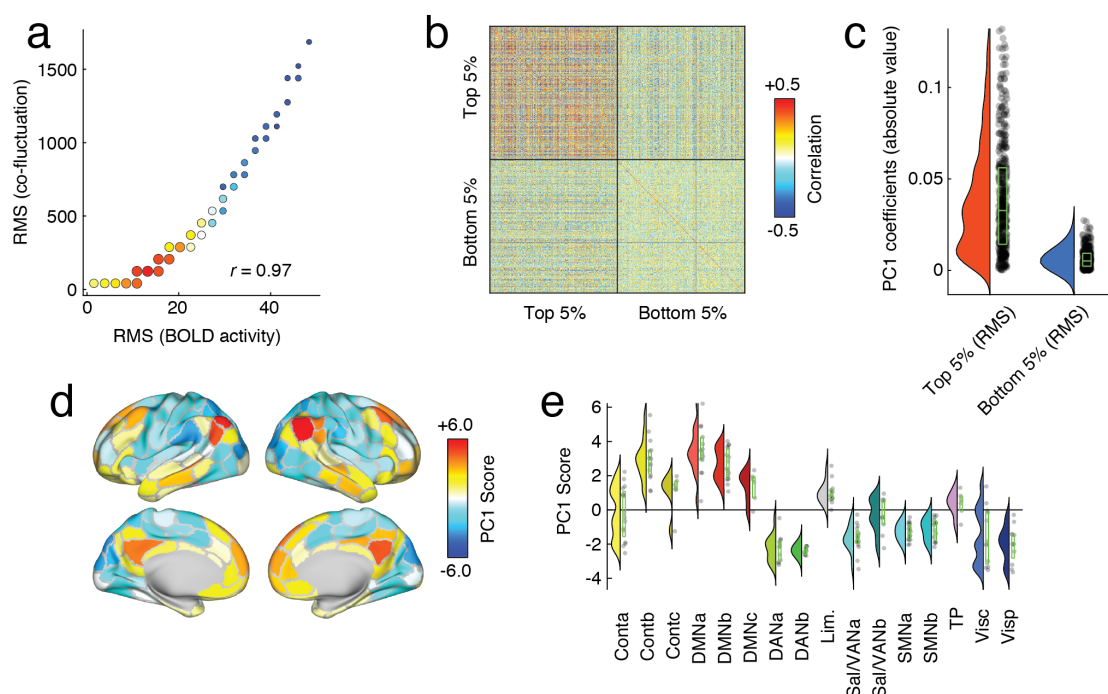 a
RMS (co-fluctuation)
1500
1000
500
0
r = 0.97
0
20
40
RMS (BOLD activity)
b
Top 5%
Bottom 5%
Top 5%
Bottom 5%
+0.5
-0.5
Correlation
c
PC1 coefficients (absolute value)
0.1
0.05
0
Top 5% (RMS)
Bottom 5% (RMS)
d
+6.0
-6.0
PC1 Score
e
PC1 Score
6
4
2
0
-2
-4
Conta
Contb
Contc
DMNa
DMNb
DMNc
DANa
DANb
Lim.
Sal/VANa
Sal/VANb
SMNa
SMNb
TP
Visc
Visp